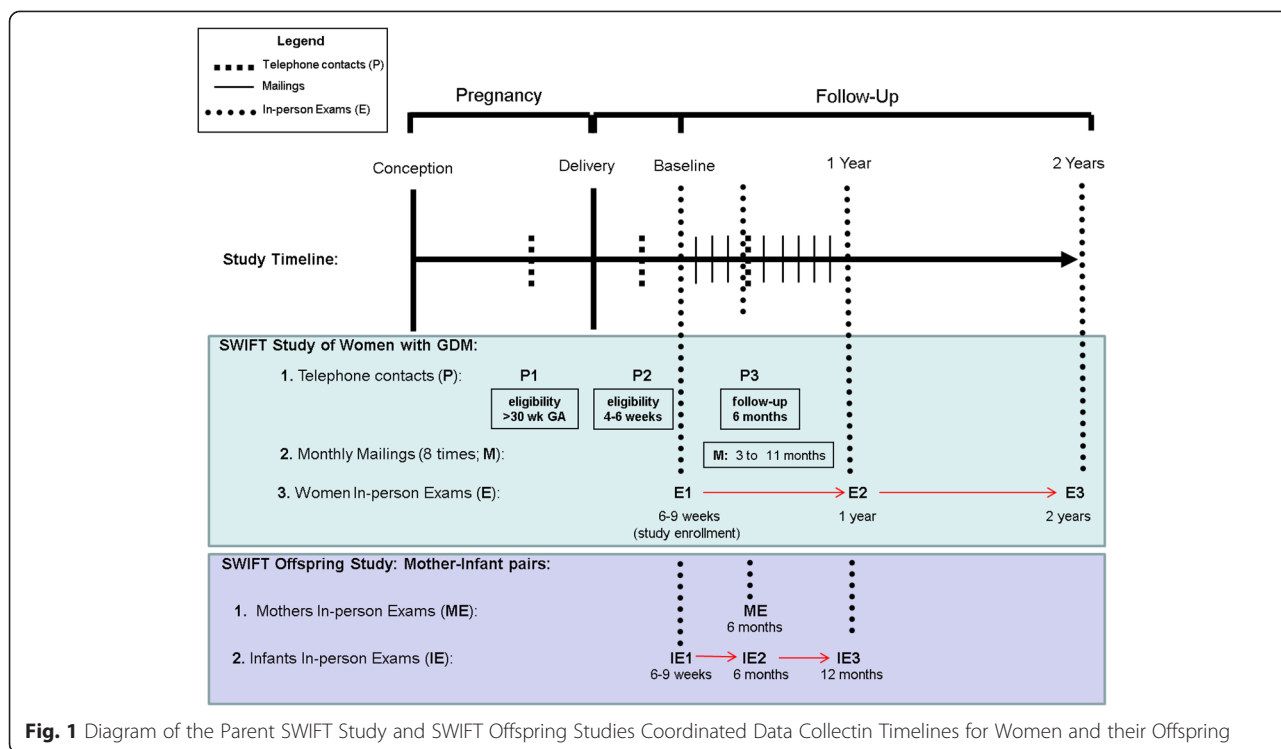 Legend
Telephone contacts (P)
Mailings
In-person Exams (E)
Pregnancy
Follow-Up
Conception
Delivery
Baseline
1 Year
2 Years
Study Timeline:
SWIFT Study of Women with GDM:
1. Telephone contacts (P):
P1
P2
P3
eligibility
>30 wk GA
eligibility
4-6 weeks
follow-up
6 months
2. Monthly Mailings (8 times; M):
M: 3 to 11 months
3. Women In-person Exams (E):
E1
E2
E3
6-9 weeks
(study enrollment)
1 year
2 years
SWIFT Offspring Study: Mother-Infant pairs:
1. Mothers In-person Exams (ME):
ME
6 months
2. Infants In-person Exams (IE):
IE1
IE2
IE3
6-9 weeks
6 months
12 months
Fig. 1 Diagram of the Parent SWIFT Study and SWIFT Offspring Studies Coordinated Data Collectin Timelines for Women and their Offspring